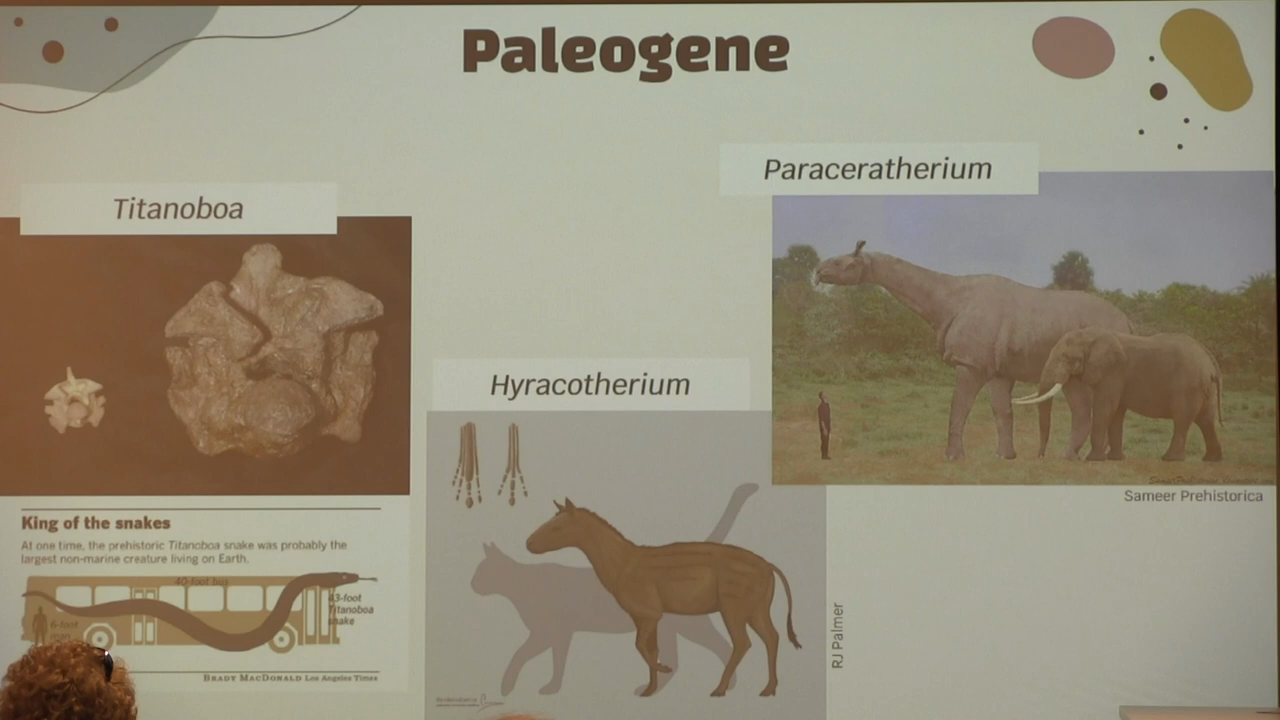 Paleogene
Titanoboa
Paraceratherium
Hyracotherium
Sameer Prehistorica
King of the snakes
At one time, the prehistoric Titanoboa snake was probably the
largest non-marine creature living on Earth.
40-foot bus
43-foot
Titanoboa
snake
6-foot
man
BRADY MACDONALD Los Angeles Times
RJ Palmer